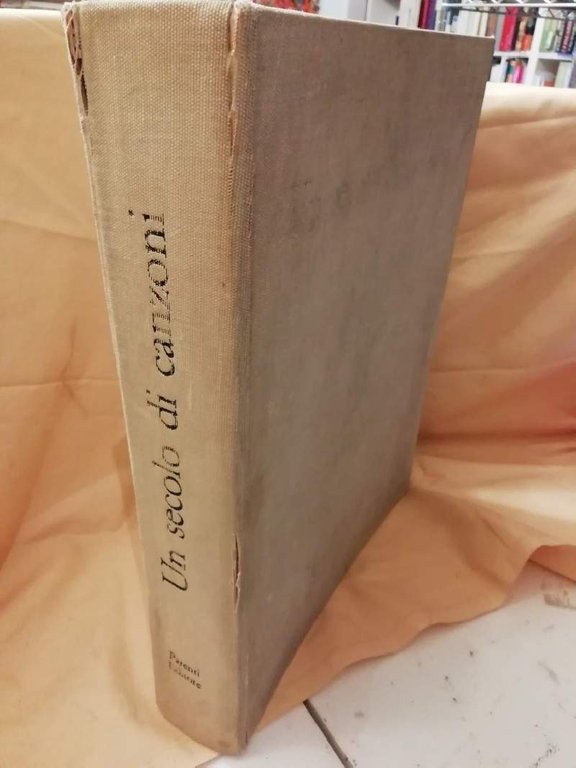 Un secolo di canzoni
Parenti
Editore